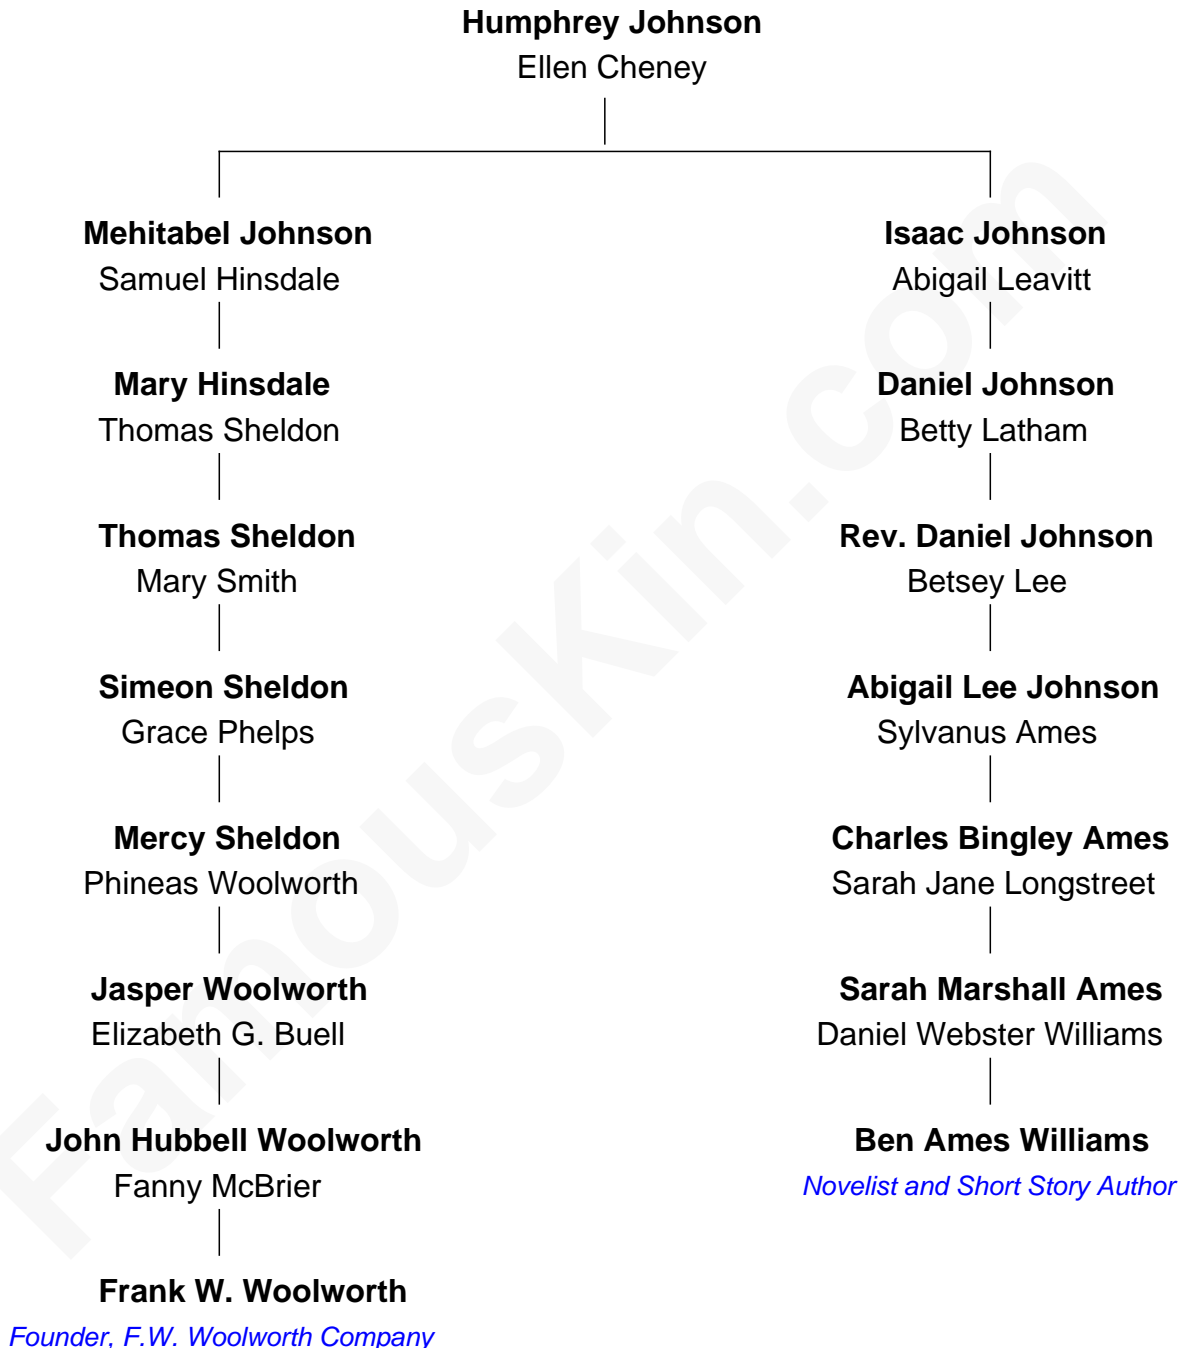 Humphrey Johnson
Ellen Cheney
Mehitabel Johnson
Samuel Hinsdale
Mary Hinsdale
Thomas Sheldon
Thomas Sheldon
Mary Smith
Simeon Sheldon
Grace Phelps
Mercy Sheldon
Phineas Woolworth
Jasper Woolworth
Elizabeth G. Buell
John Hubbell Woolworth
Fanny McBrier
Frank W. Woolworth
Founder, F.W. Woolworth Company
Isaac Johnson
Abigail Leavitt
Daniel Johnson
Betty Latham
Rev. Daniel Johnson
Betsey Lee
Abigail Lee Johnson
Sylvanus Ames
Charles Bingley Ames
Sarah Jane Longstreet
Sarah Marshall Ames
Daniel Webster Williams
Ben Ames Williams
Novelist and Short Story Author
FamousKin.com